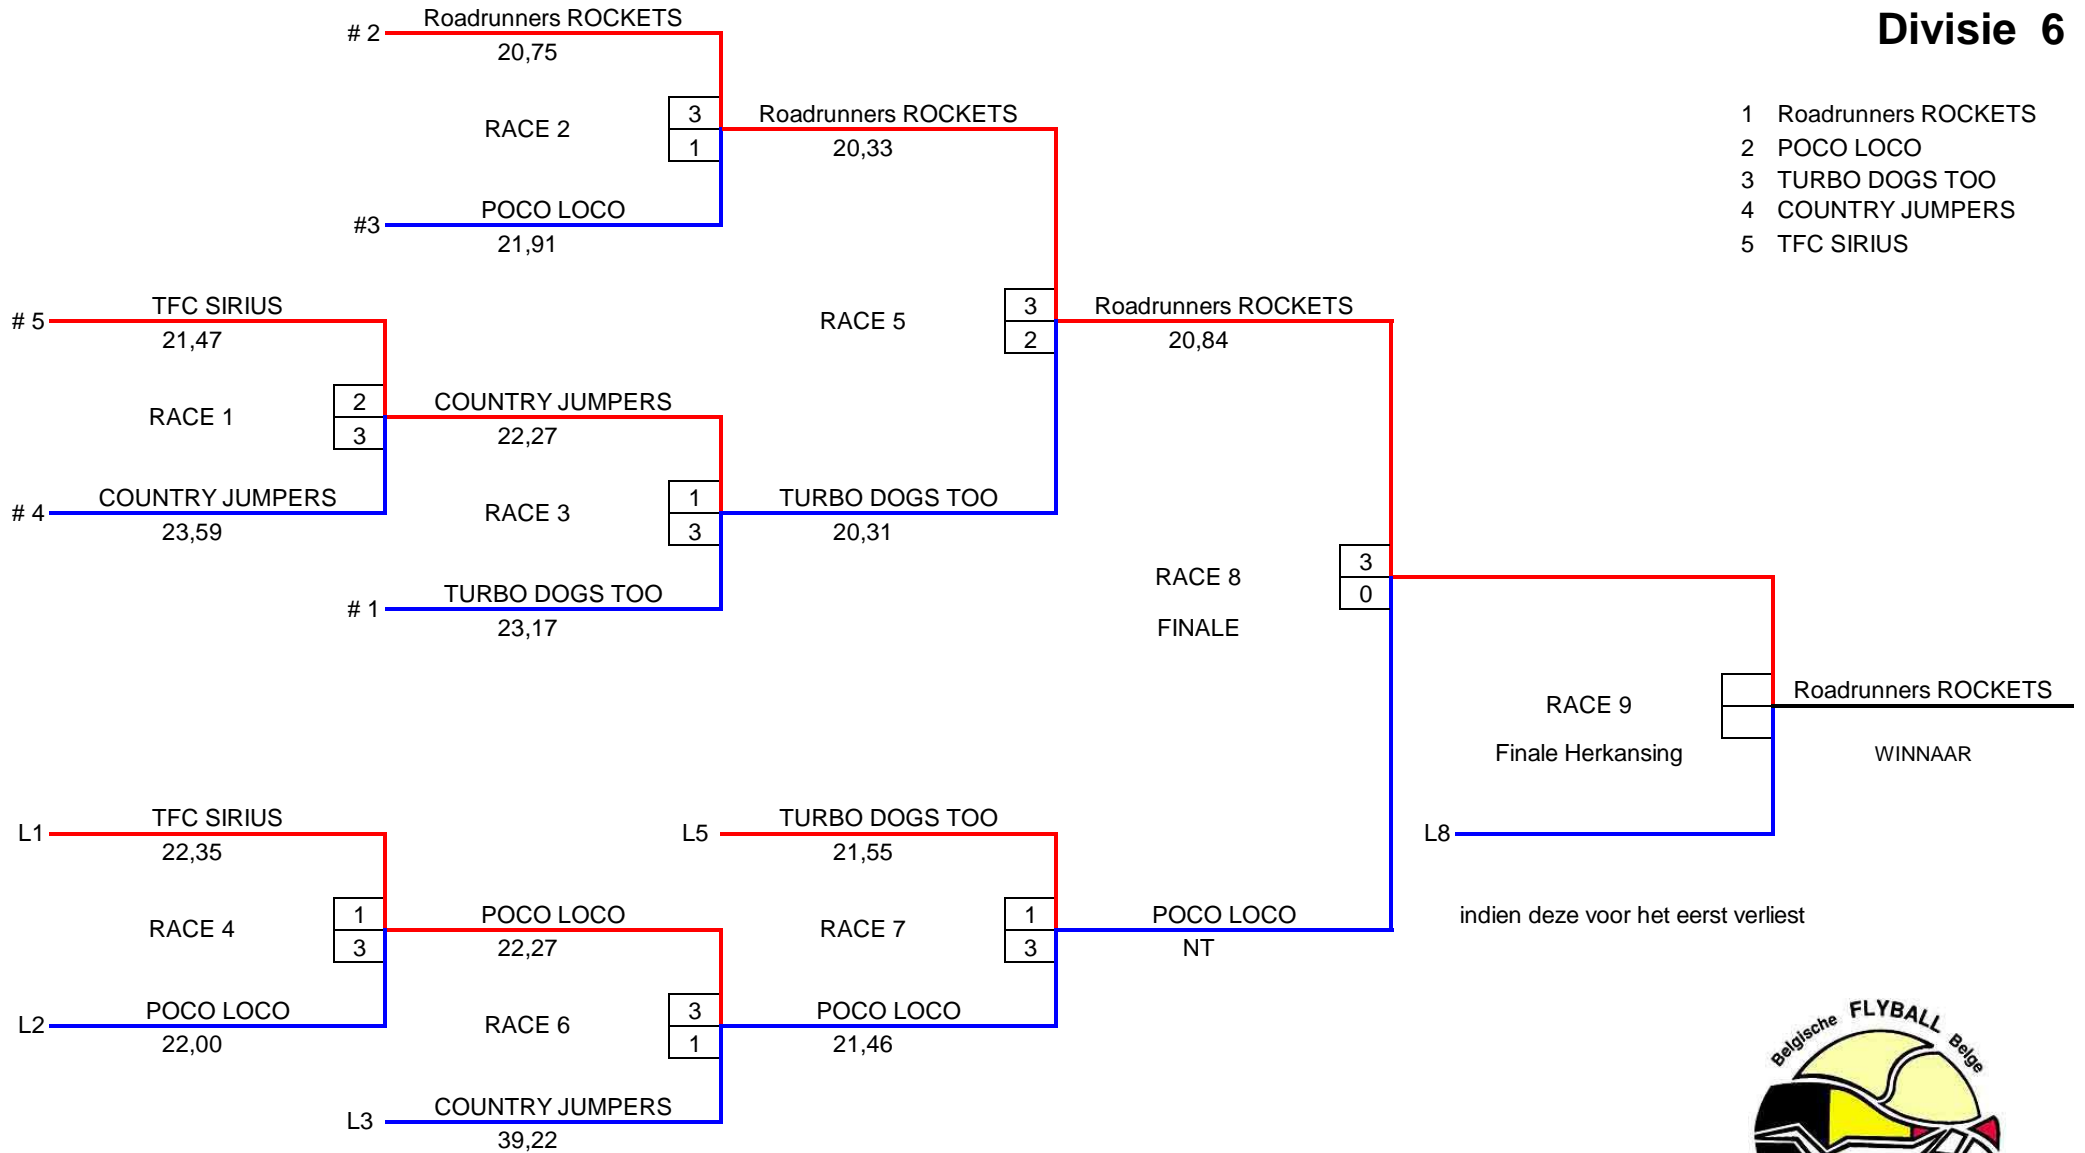 Divisie 6
# 2 Roadrunners ROCKETS
20,75
RACE 2
3
1
#3 POCO LOCO
21,91
Roadrunners ROCKETS
20,33
1 Roadrunners ROCKETS
2 POCO LOCO
3 TURBO DOGS TOO
4 COUNTRY JUMPERS
5 TFC SIRIUS
# 5 TFC SIRIUS
21,47
RACE 1
2
3
# 4 COUNTRY JUMPERS
23,59
COUNTRY JUMPERS
22,27
RACE 3
1
3
# 1 TURBO DOGS TOO
23,17
TURBO DOGS TOO
20,31
RACE 5
3
2
Roadrunners ROCKETS
20,84
RACE 8
3
0
FINALE
RACE 9
Finale Herkansing
Roadrunners ROCKETS
WINNAAR
L8
indien deze voor het eerst verliest
L1 TFC SIRIUS
22,35
RACE 4
1
3
L2 POCO LOCO
22,00
POCO LOCO
22,27
RACE 6
3
1
L3 COUNTRY JUMPERS
39,22
L5 TURBO DOGS TOO
21,55
RACE 7
1
3
POCO LOCO
21,46
POCO LOCO
NT
Belgische FLYBALL Belge